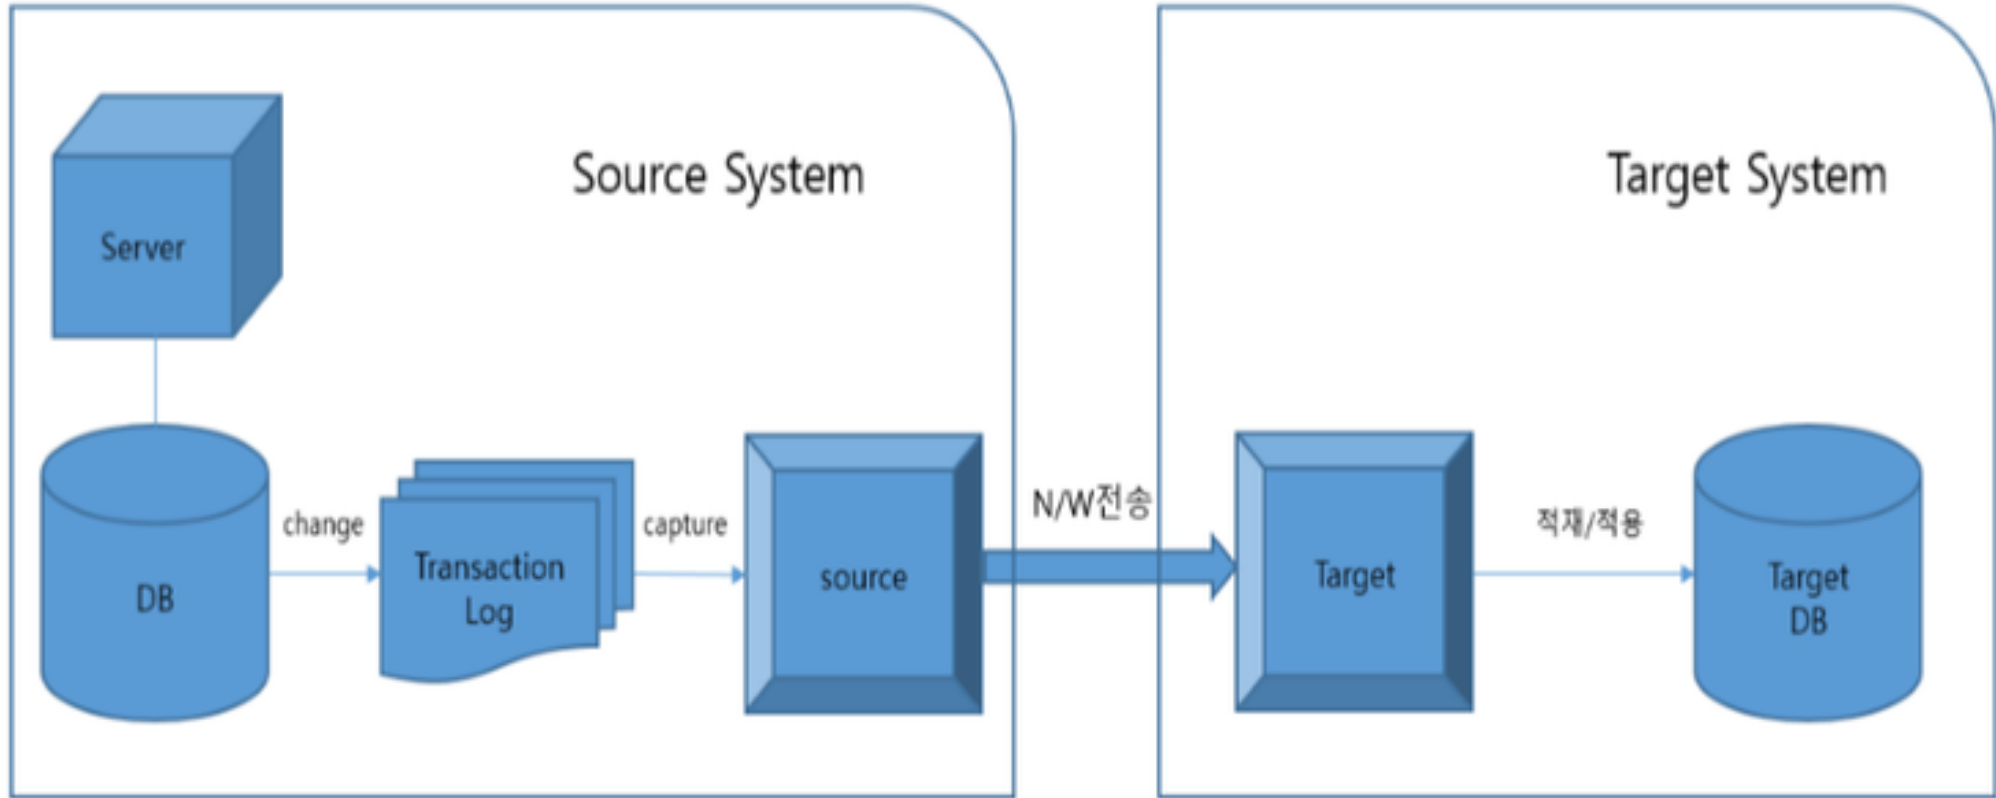 Source System
Target System
Server
DB
change
Transaction
Log
capture
source
N/W전송
Target
적재/적용
Target
DB